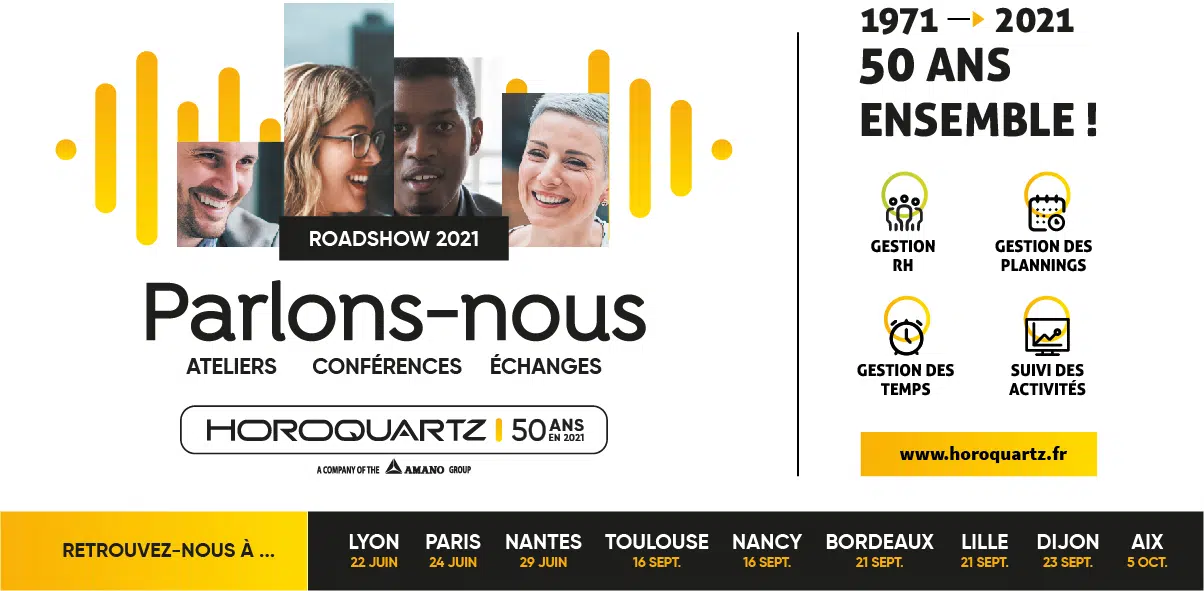 ROADSHOW 2021
Parlons-nous
ATELIERS CONFÉRENCES ÉCHANGES
HOROQUARTZ 50 ANS EN 2021
A COMPANY OF THE AMANO GROUP
1971 → 2021
50 ANS
ENSEMBLE !
GESTION
RH
GESTION DES
PLANNINGS
GESTION DES
TEMPS
SUIVI DES
ACTIVITÉS
www.horoquartz.fr
RETROUVEZ-NOUS À ...
LYON PARIS NANTES TOULOUSE NANCY BORDEAUX LILLE DIJON AIX
22 JUIN 24 JUIN 29 JUIN 16 SEPT. 16 SEPT. 21 SEPT. 21 SEPT. 23 SEPT. 5 OCT.